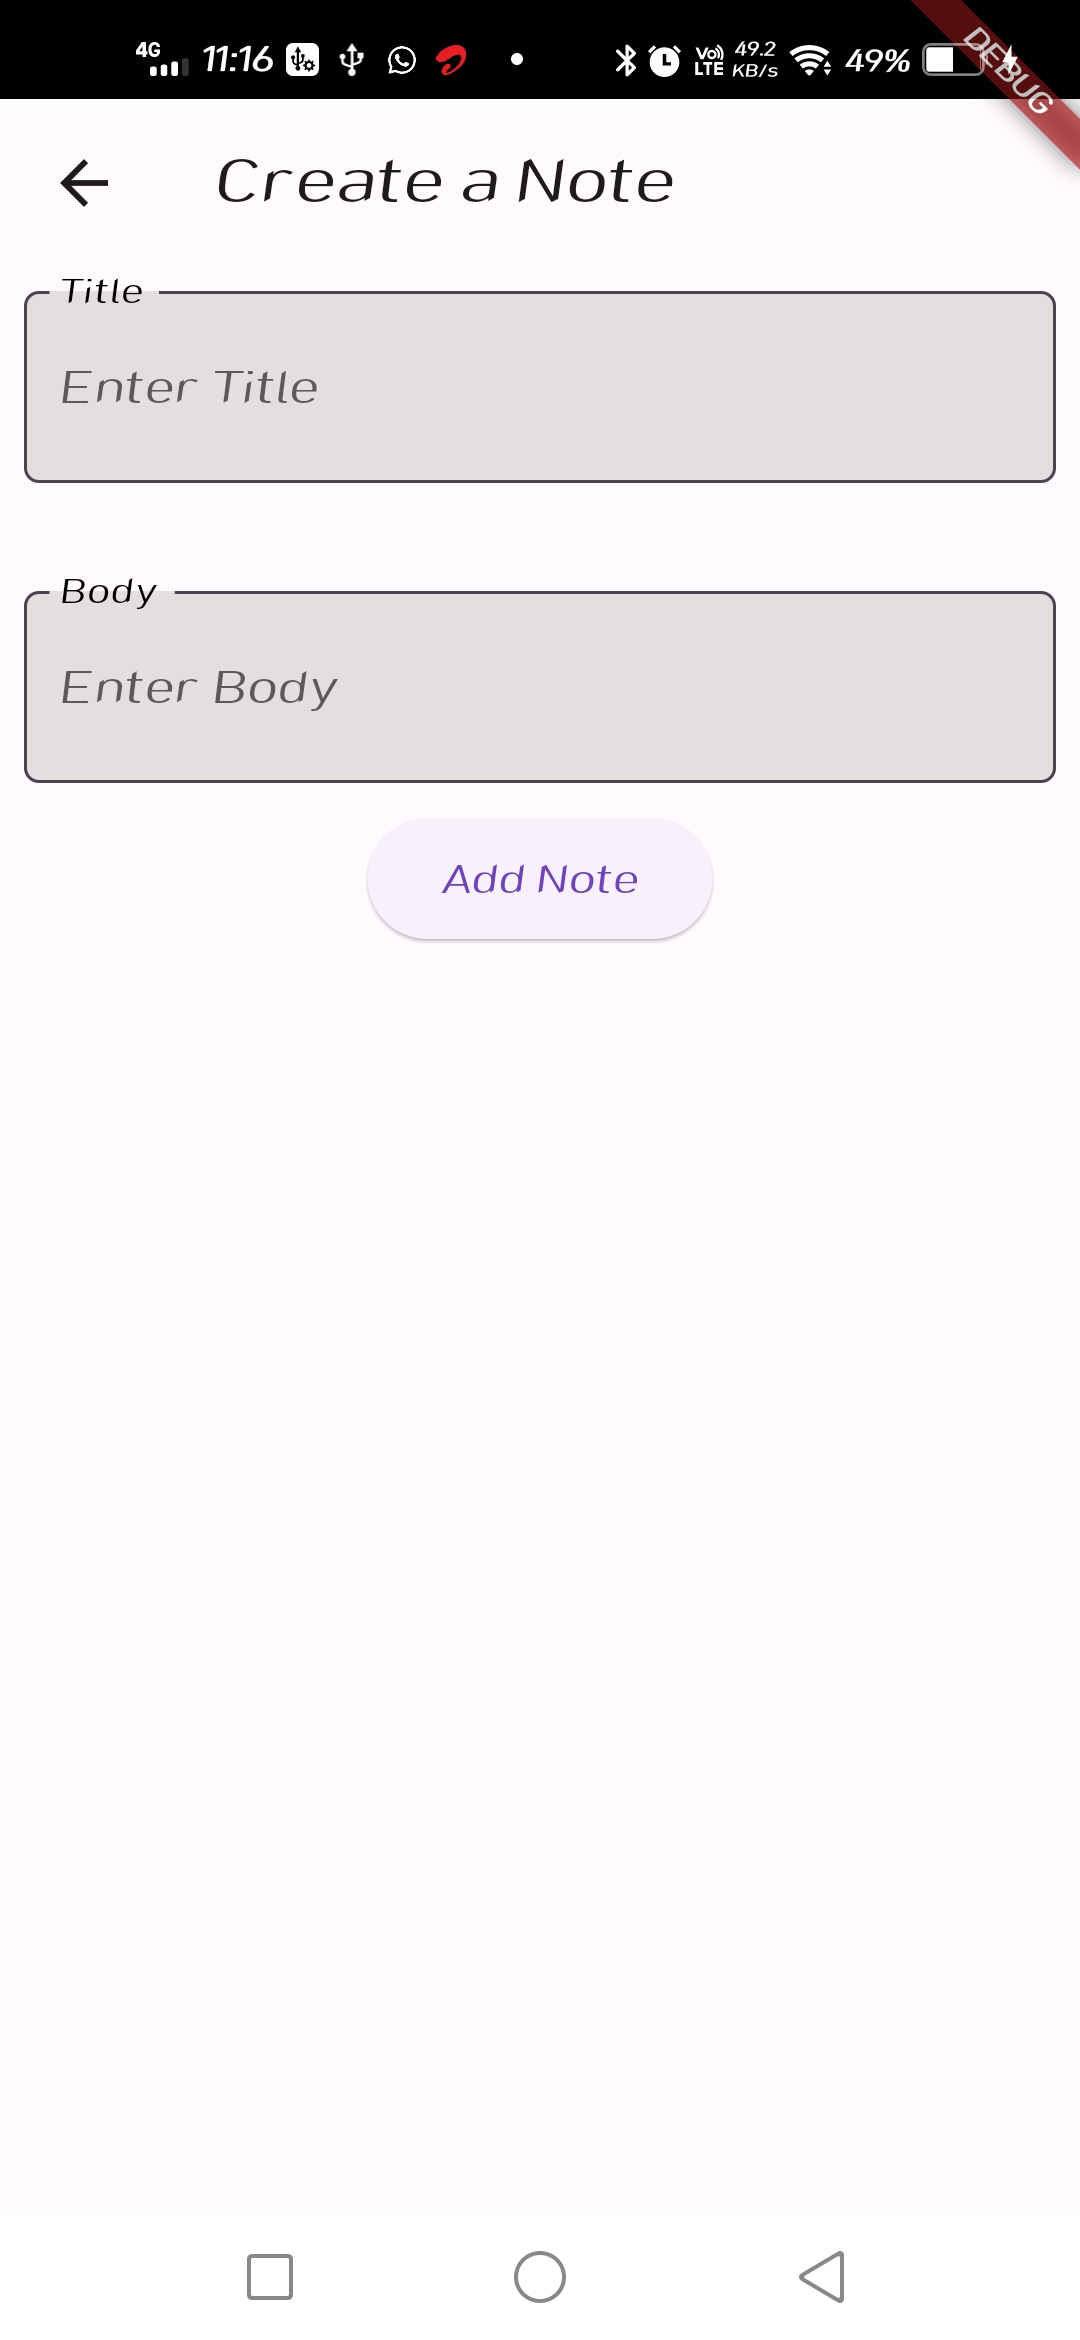 4G 11:16 Vo) LTE 49.2 KB/s 49%
DEBUG
Create a Note
Title
Enter Title
Body
Enter Body
Add Note